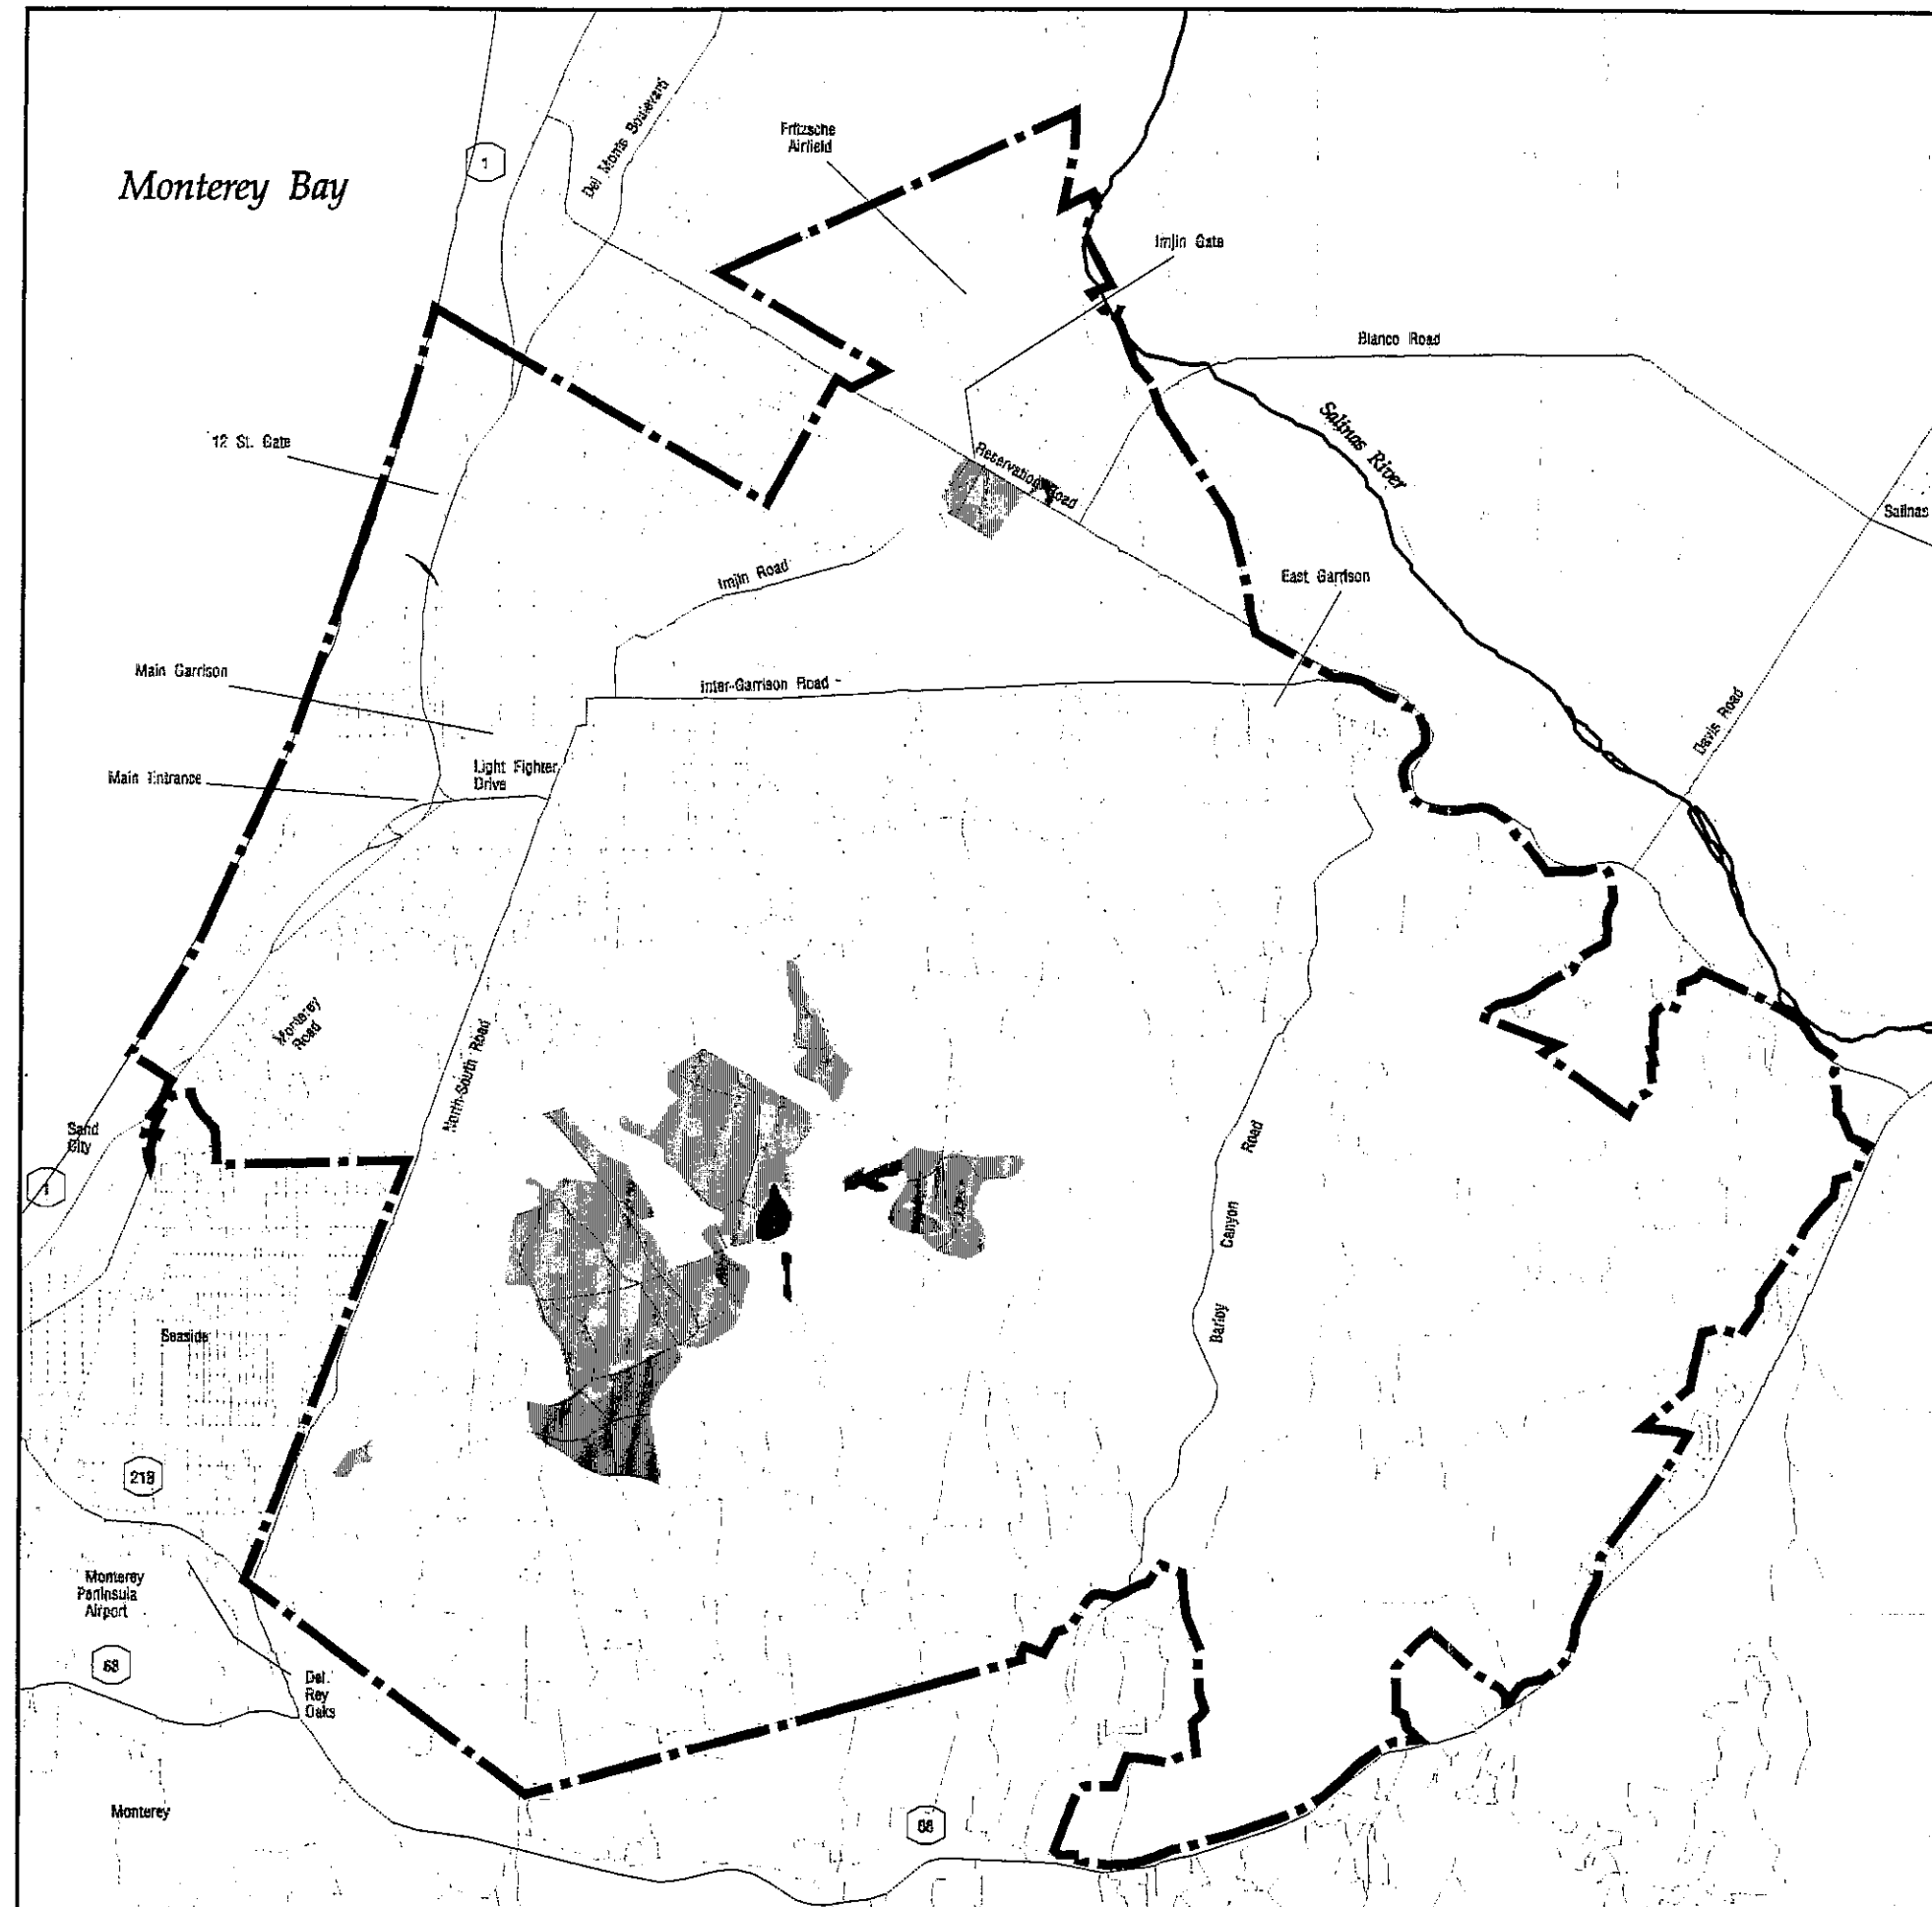 Monterey Bay
1
Del Monte Boulevard
Fritzsche
Airfield
Imjin Gate
Blanco Road
Salinas River
12 St. Gate
Reservation Road
Salinas
Imjin Road
East Garrison
Main Garrison
Inter-Garrison Road
Davis Road
Main Entrance
Light Fighter
Drive
Monterey
Road
North-South Road
Sand
City
1
Barloy Canyon Road
Seaside
218
Monterey
Peninsula
Airport
68
Del
Rey
Oaks
Monterey
68